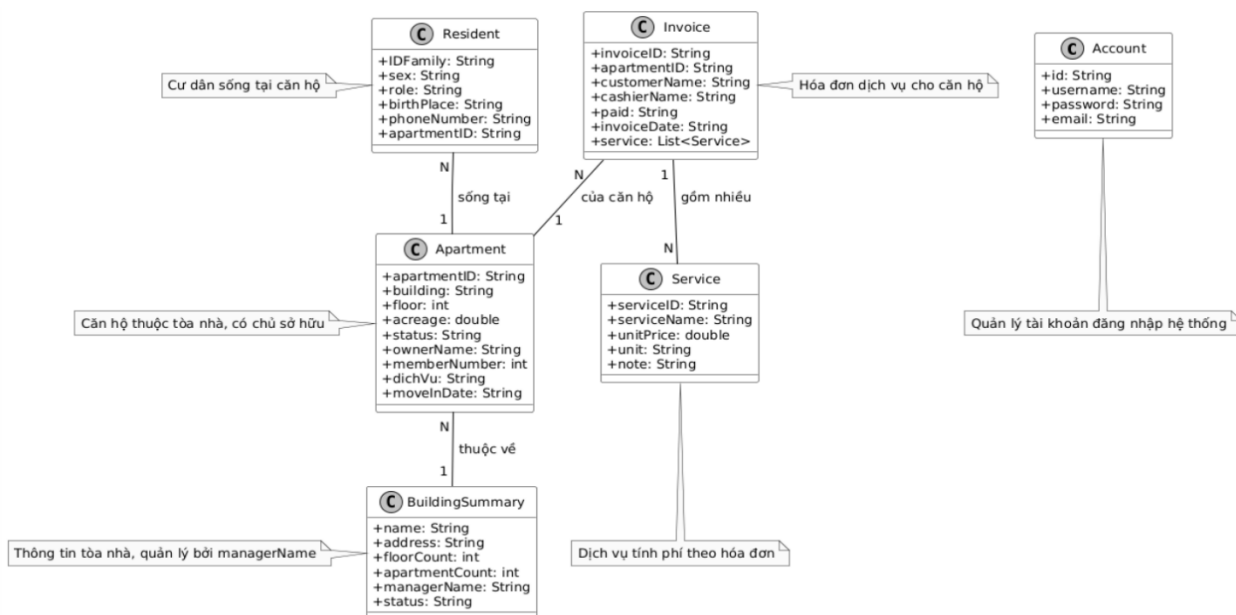 C Resident
+IDFamily: String
+sex: String
+role: String
+birthPlace: String
+phoneNumber: String
+apartmentID: String
Cư dân sống tại căn hộ
C Invoice
+invoiceID: String
+apartmentID: String
+customerName: String
+cashierName: String
+paid: String
+invoiceDate: String
+service: List<Service>
Hóa đơn dịch vụ cho căn hộ
C Account
+id: String
+username: String
+password: String
+email: String
N
sống tại
1
N
của căn hộ
1
1
gồm nhiều
N
C Apartment
+apartmentID: String
+building: String
+floor: int
+acreage: double
+status: String
+ownerName: String
+memberNumber: int
+dichVu: String
+moveInDate: String
Căn hộ thuộc tòa nhà, có chủ sở hữu
C Service
+serviceID: String
+serviceName: String
+unitPrice: double
+unit: String
+note: String
Quản lý tài khoản đăng nhập hệ thống
N
thuộc về
1
C BuildingSummary
+name: String
+address: String
+floorCount: int
+apartmentCount: int
+managerName: String
+status: String
Thông tin tòa nhà, quản lý bởi managerName
Dịch vụ tính phí theo hóa đơn